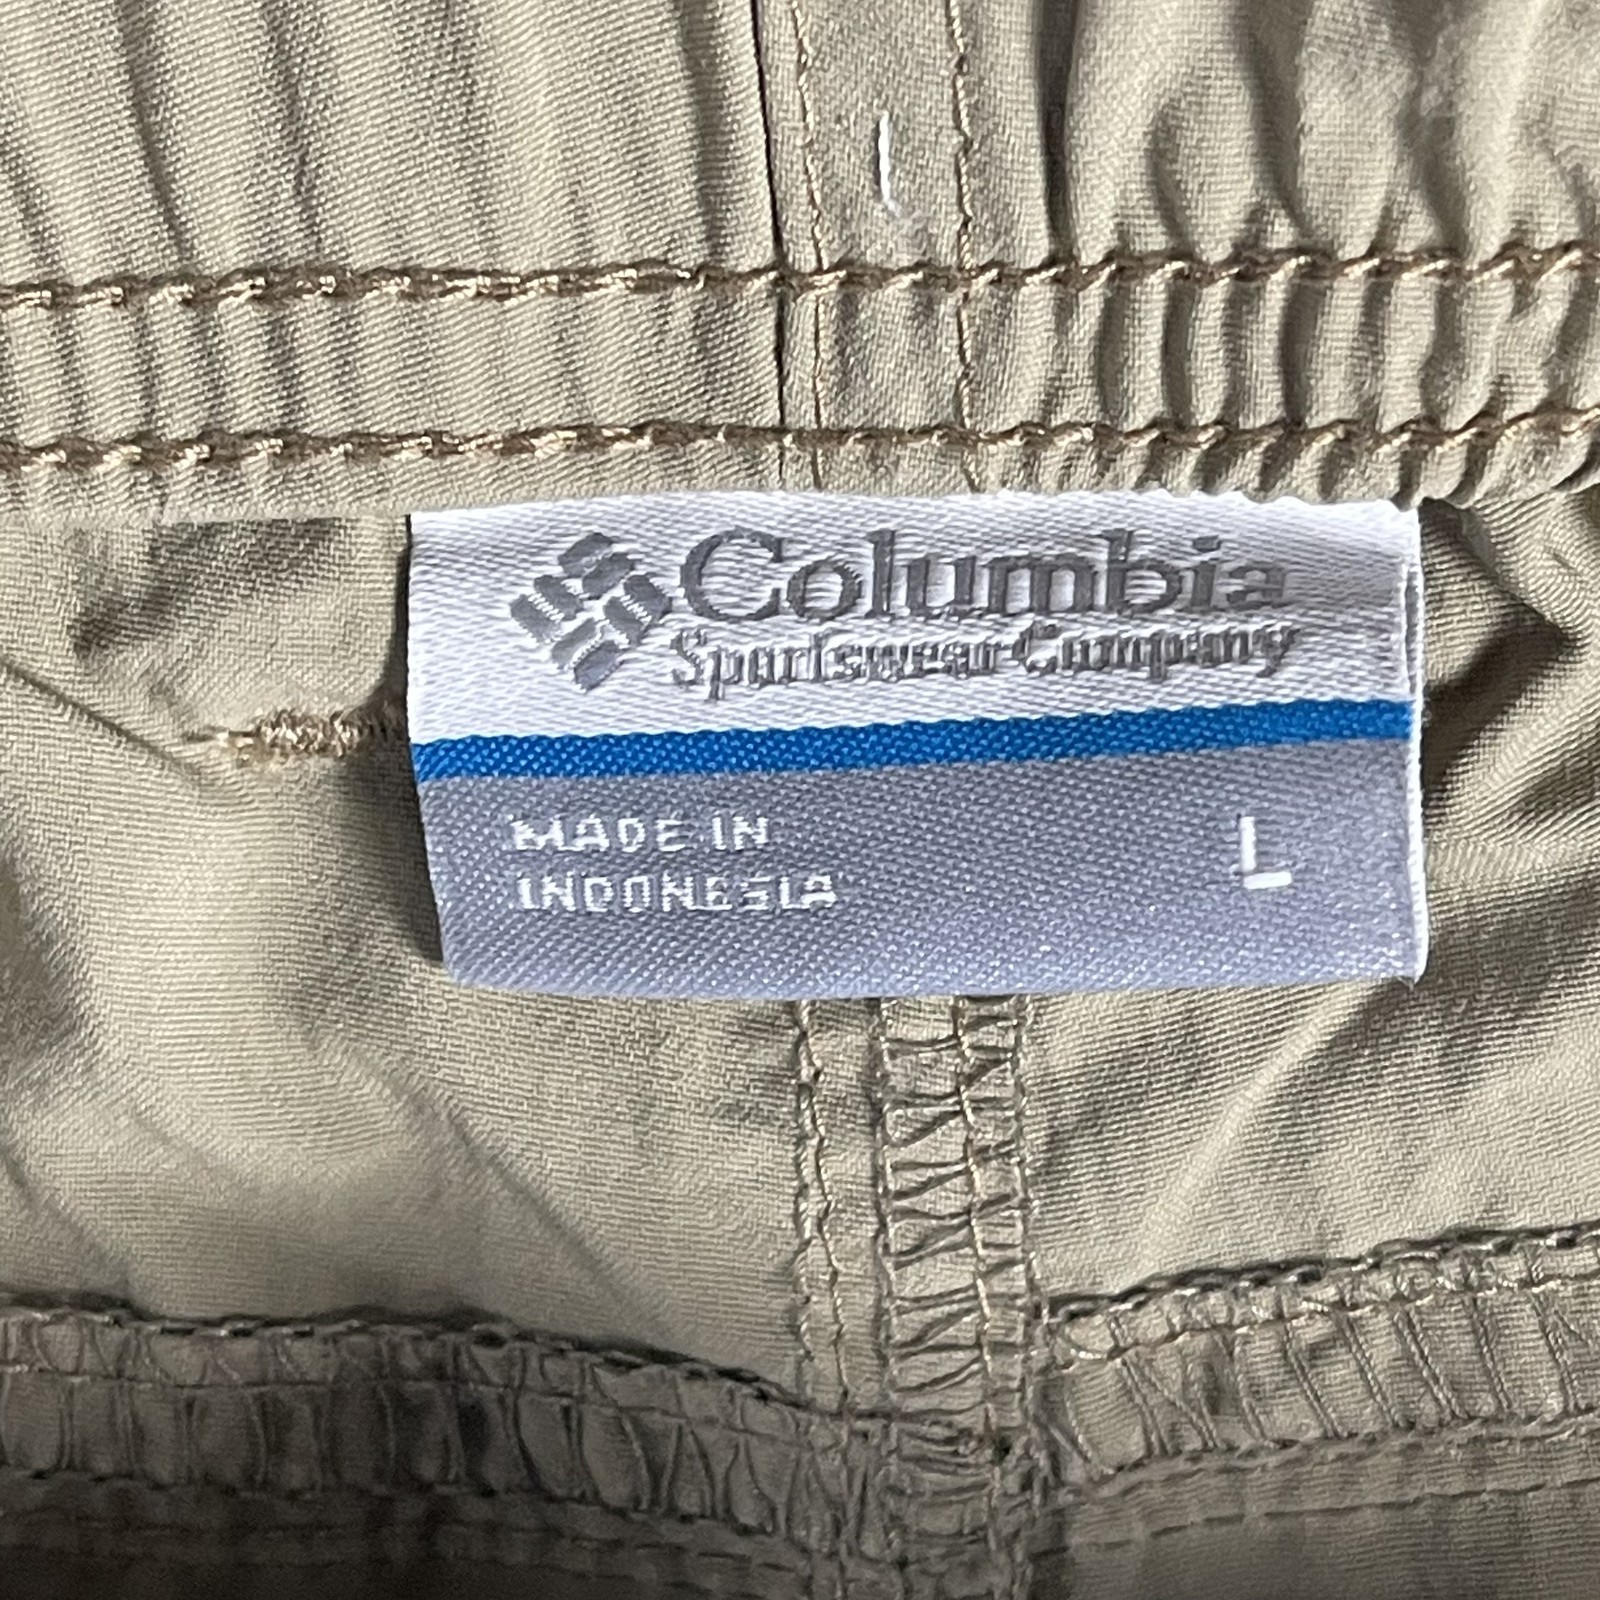 Columbia
Sportswear Company
MADE IN
INDONESIA
L